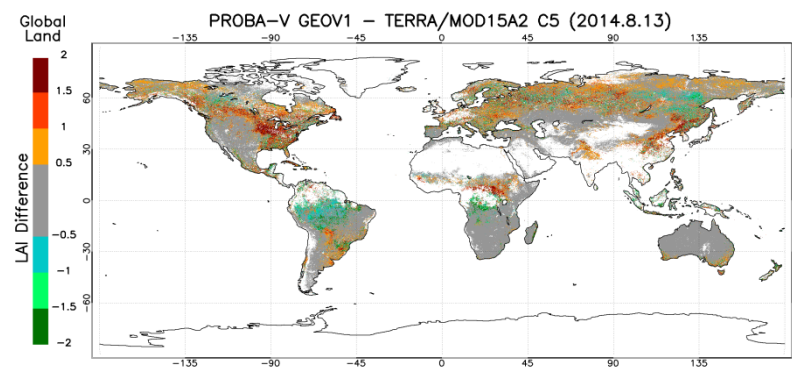 Global
Land
PROBA-V GEOV1 - TERRA/MOD15A2 C5 (2014.8.13)
-135 -90 -45 0 45 90 135
2
1.5
1
0.5
-0.5
-1
-1.5
-2
LAI Difference
60
30
0
-30
-60
-135 -90 -45 0 45 90 135